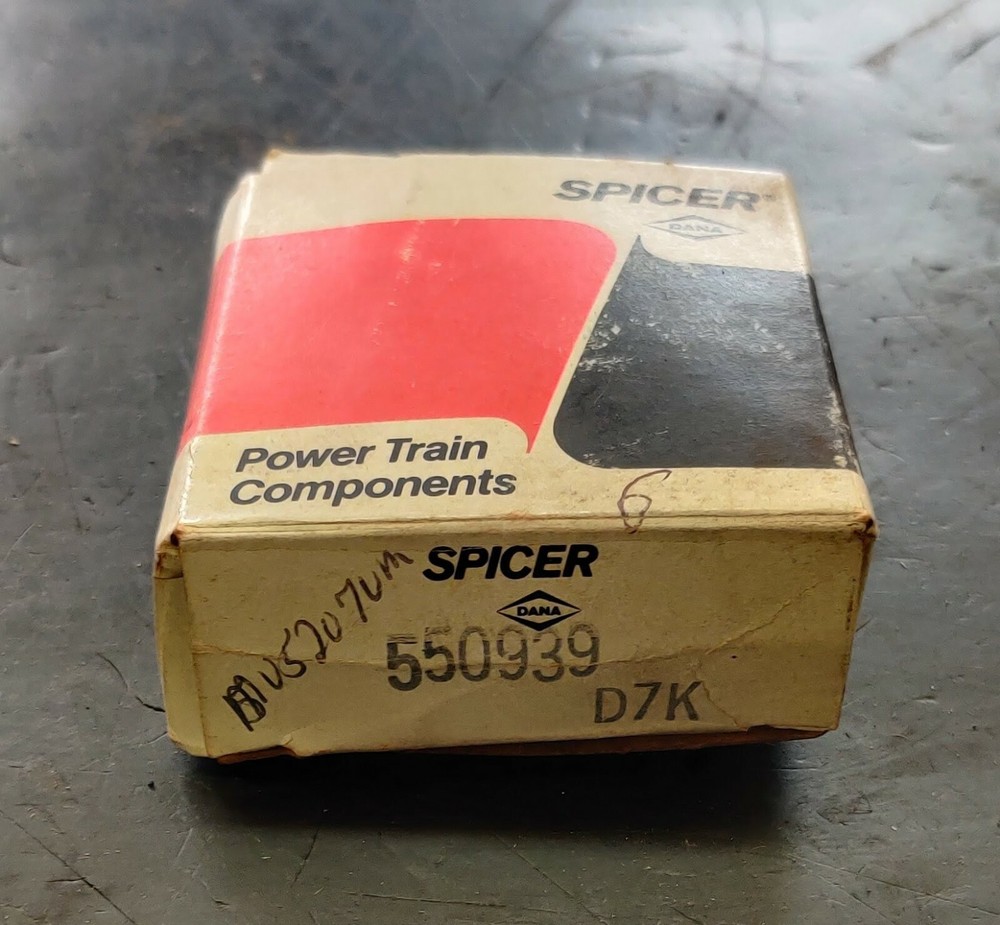 SPICER
DANA
Power Train
Components
6
SPICER
DANA
550939
D7K